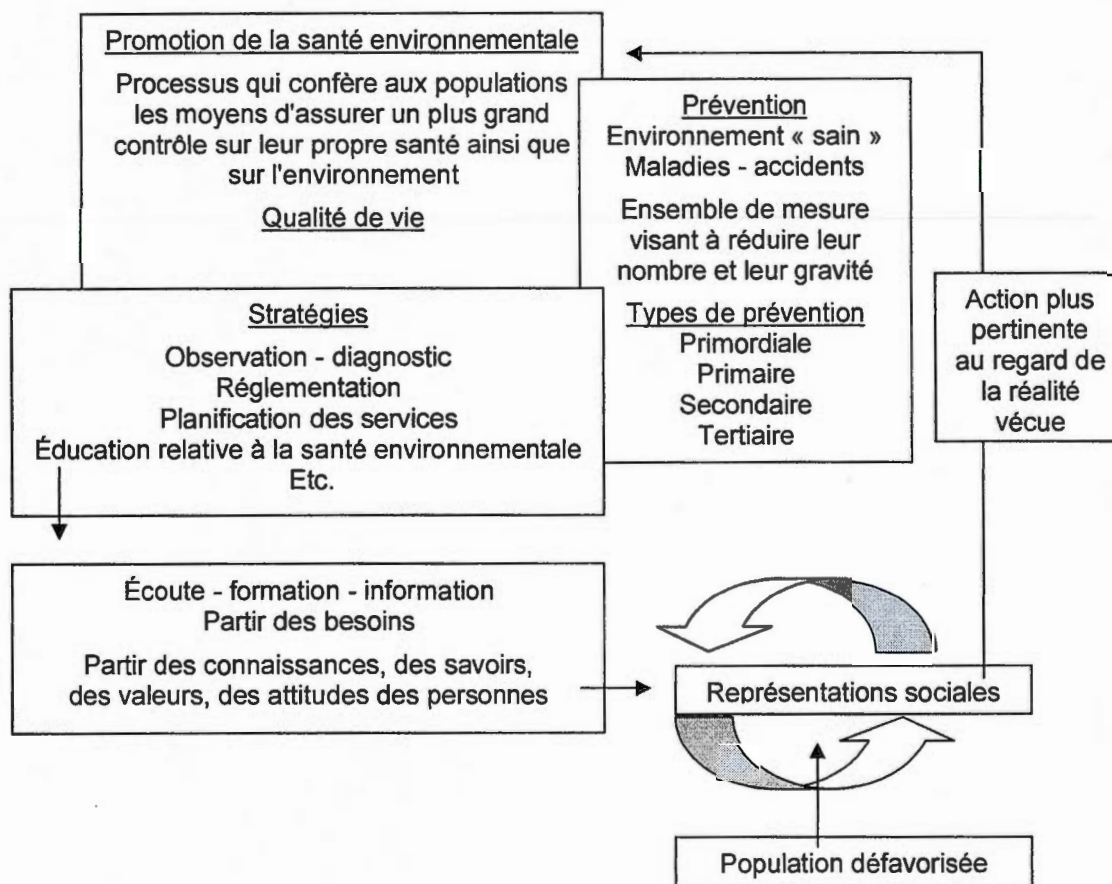 Promotion de la santé environnementale
Processus qui confère aux populations
les moyens d'assurer un plus grand
contrôle sur leur propre santé ainsi que
sur l'environnement
Qualité de vie
Prévention
Environnement « sain »
Maladies - accidents
Ensemble de mesure
visant à réduire leur
nombre et leur gravité
Types de prévention
Primordiale
Primaire
Secondaire
Tertiaire
Action plus
pertinente
au regard de
la réalité
vécue
Stratégies
Observation - diagnostic
Réglementation
Planification des services
Éducation relative à la santé environnementale
Etc.
Écoute - formation - information
Partir des besoins
Partir des connaissances, des savoirs,
des valeurs, des attitudes des personnes
Représentations sociales
Population défavorisée